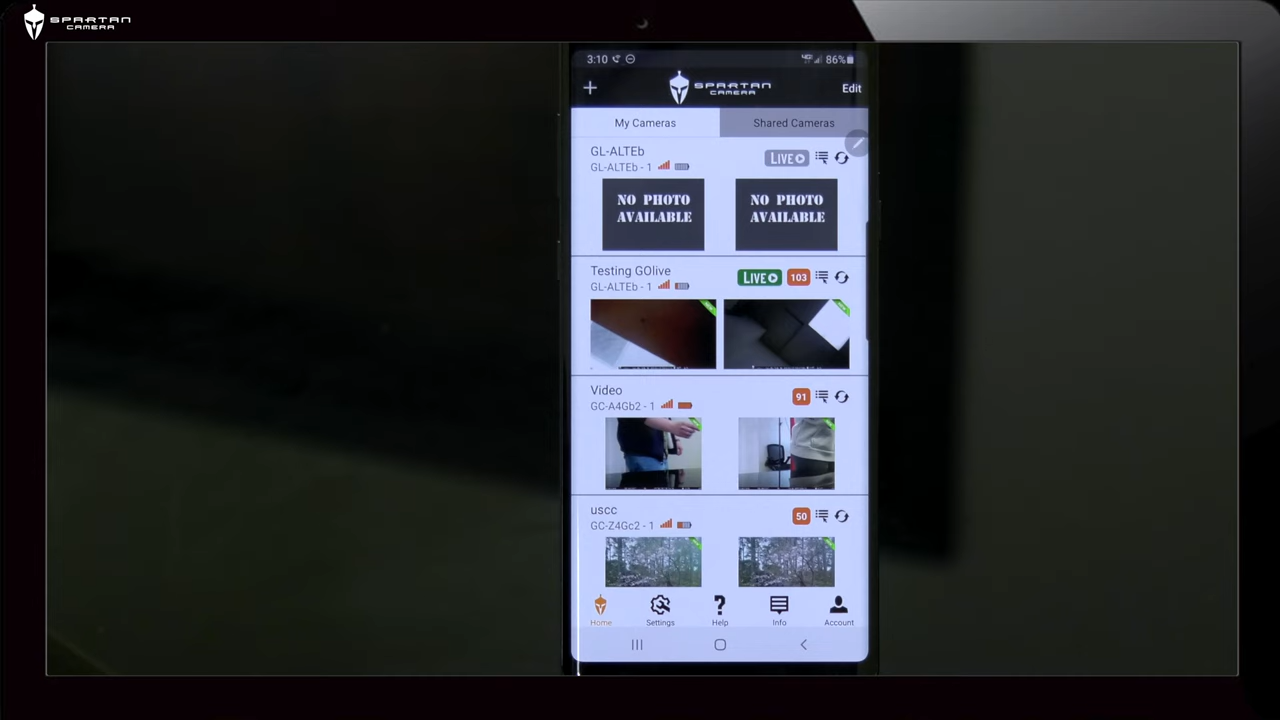 SPARTAN
CAMERA
3:10 86%
SPARTAN
CAMERA
Edit
My Cameras Shared Cameras
GL-ALTEb LIVE
GL-ALTEb - 1
NO PHOTO AVAILABLE
NO PHOTO AVAILABLE
Testing GOlive LIVE 103
GL-ALTEb - 1
Video 91
GC-A4Gb2 - 1
uscc 50
GC-Z4Gc2 - 1
Home Settings Help Info Account